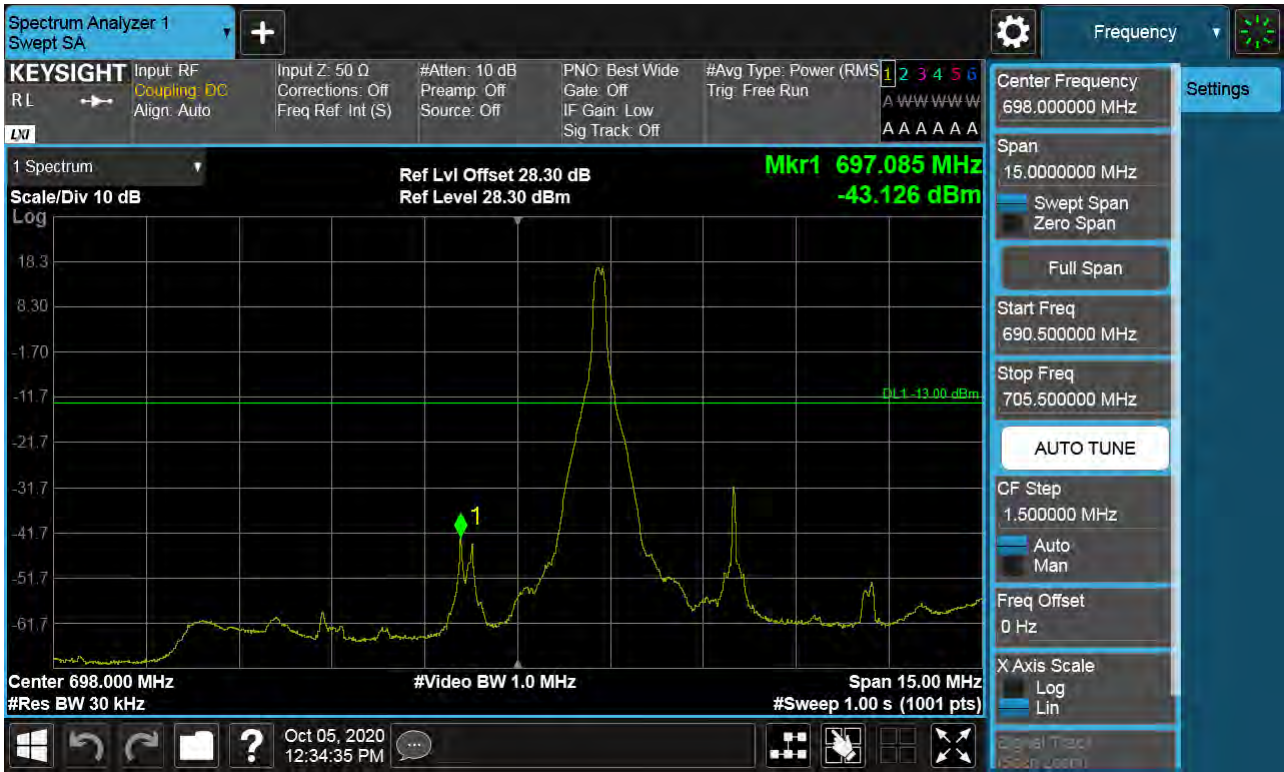 Spectrum Analyzer 1
Swept SA
+
Frequency
KEYSIGHT
R L
LXI
Input: RF
Coupling: DC
Align: Auto
Input Z: 50 Ω
Corrections: Off
Freq Ref: Int (S)
#Atten: 10 dB
Preamp: Off
Source: Off
PNO: Best Wide
Gate: Off
IF Gain: Low
Sig Track: Off
#Avg Type: Power (RMS
Trig: Free Run
1 2 3 4 5 6
A W W W W W
A A A A A A
1 Spectrum
Scale/Div 10 dB
Log
Ref Lvl Offset 28.30 dB
Ref Level 28.30 dBm
Mkr1 697.085 MHz
-43.126 dBm
18.3
8.30
-1.70
-11.7
-21.7
-31.7
-41.7
-51.7
-61.7
DL1 -13.00 dBm
1
Center 698.000 MHz
#Res BW 30 kHz
#Video BW 1.0 MHz
Span 15.00 MHz
#Sweep 1.00 s (1001 pts)
Center Frequency
698.000000 MHz
Settings
Span
15.0000000 MHz
Swept Span
Zero Span
Full Span
Start Freq
690.500000 MHz
Stop Freq
705.500000 MHz
AUTO TUNE
CF Step
1.500000 MHz
Auto
Man
Freq Offset
0 Hz
X Axis Scale
Log
Lin
Signal Track
(Span Zoom)
?
Oct 05, 2020
12:34:35 PM